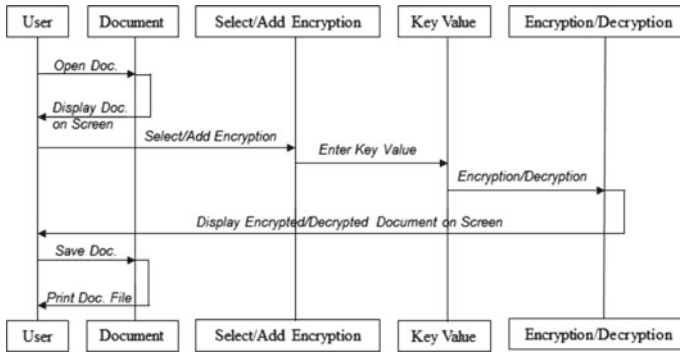 User
Document
Select/Add Encryption
Key Value
Encryption/Decryption
Open Doc.
Display Doc.
on Screen
Select/Add Encryption
Enter Key Value
Encryption/Decryption
Display Encrypted/Decrypted Document on Screen
Save Doc.
Print Doc. File
User
Document
Select/Add Encryption
Key Value
Encryption/Decryption